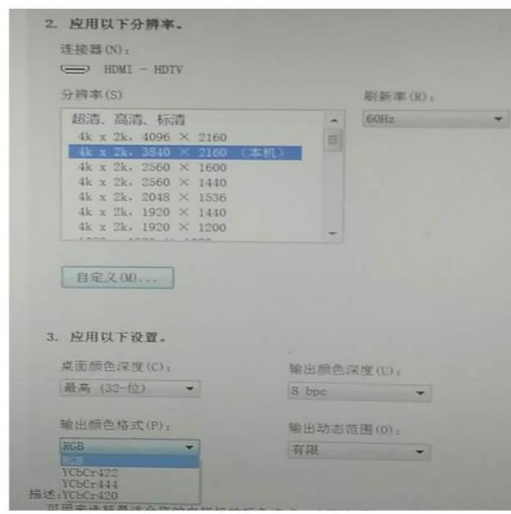 2. 应用以下分辨率。
连接器(N)：
HDMI - HDTV
分辨率(S)
刷新率(R)：
超清、高清、标清
60Hz
4k x 2k, 4096 × 2160
4k x 2k, 3840 × 2160 (本机)
4k x 2k, 2560 × 1600
4k x 2k, 2560 × 1440
4k x 2k, 2048 × 1536
4k x 2k, 1920 × 1440
4k x 2k, 1920 × 1200
自定义(M)...
3. 应用以下设置。
桌面颜色深度(C)：
输出颜色深度(U)：
最高 (32-位)
8 bpc
输出颜色格式(P)：
输出动态范围(O)：
RGB
有限
RGB
YCbCr422
YCbCr444
描述:YCbCr420